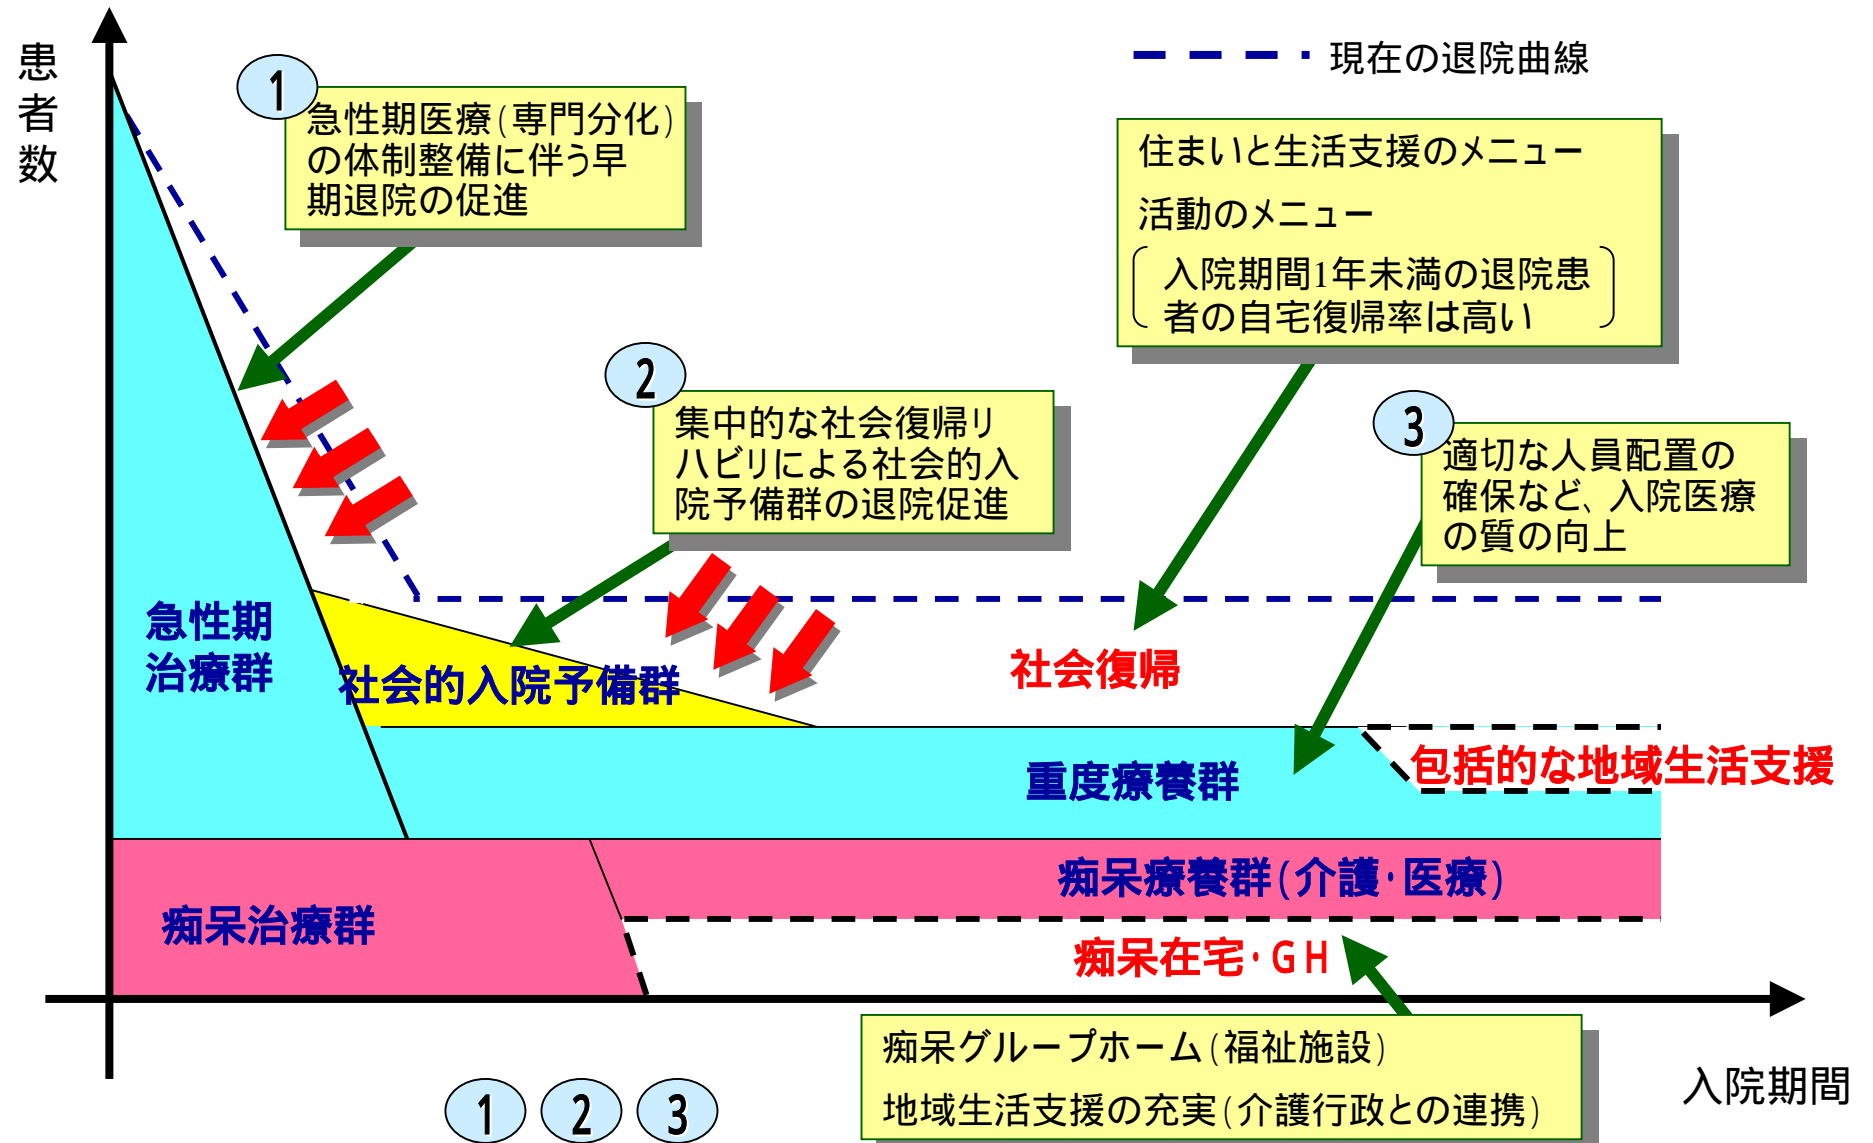 患者数
現在の退院曲線
1
急性期医療(専門分化)
の体制整備に伴う早
期退院の促進
住まいと生活支援のメニュー
活動のメニュー
入院期間1年未満の退院患
者の自宅復帰率は高い
2
集中的な社会復帰リ
ハビリによる社会的入
院予備群の退院促進
3
適切な人員配置の
確保など、入院医療
の質の向上
急性期
治療群
社会的入院予備群
社会復帰
重度療養群
包括的な地域生活支援
痴呆療養群(介護・医療)
痴呆治療群
痴呆在宅・GH
痴呆グループホーム(福祉施設)
地域生活支援の充実(介護行政との連携)
入院期間
1 2 3